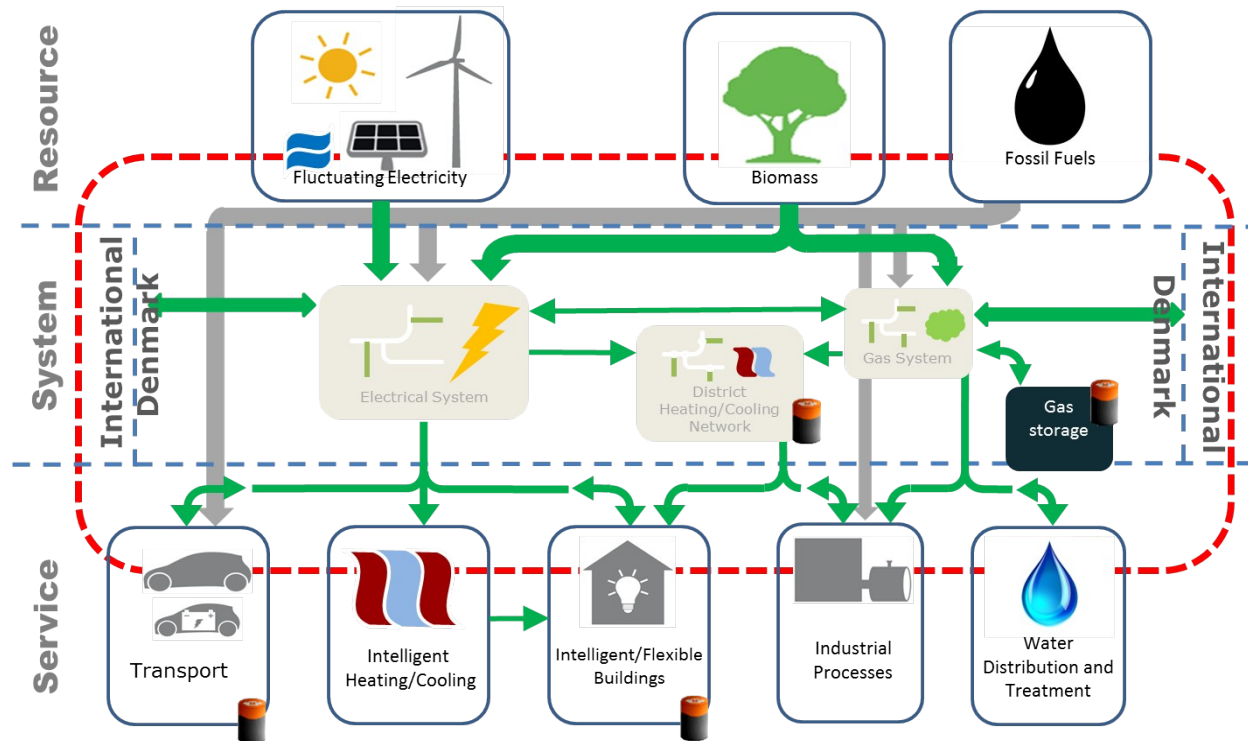 Resource
Fluctuating Electricity
Biomass
Fossil Fuels
System
International
Denmark
Electrical System
District
Heating/Cooling
Network
Gas System
Gas
storage
Denmark
International
Service
Transport
Intelligent
Heating/Cooling
Intelligent/Flexible
Buildings
Industrial
Processes
Water
Distribution and
Treatment